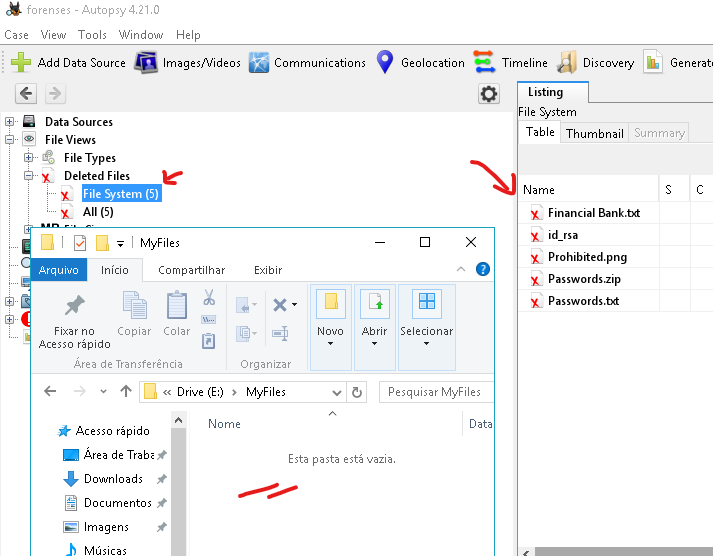 forenses - Autopsy 4.21.0
Case View Tools Window Help
Add Data Source Images/Videos Communications Geolocation Timeline Discovery Generate
Listing
File System
Table Thumbnail Summary
Name S C
Financial Bank.txt
id_rsa
Prohibited.png
Passwords.zip
Passwords.txt
Data Sources
File Views
File Types
Deleted Files
File System (5)
All (5)
MyFiles
Arquivo Início Compartilhar Exibir
Fixar no
Acesso rápido
Copiar
Colar
Novo
Abrir
Selecionar
Área de Transferência
Organizar
« Drive (E:) > MyFiles
Pesquisar MyFiles
Acesso rápido
Área de Traba
Downloads
Documentos
Imagens
Músicas
Nome Data
Esta pasta está vazia.